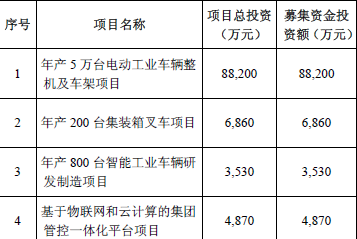 序号 项目名称 项目总投资（万元） 募集资金投资额（万元）
1 年产 5 万台电动工业车辆整机及车架项目 88,200 88,200
2 年产 200 台集装箱叉车项目 6,860 6,860
3 年产 800 台智能工业车辆研发制造项目 3,530 3,530
4 基于物联网和云计算的集团管控一体化平台项目 4,870 4,870